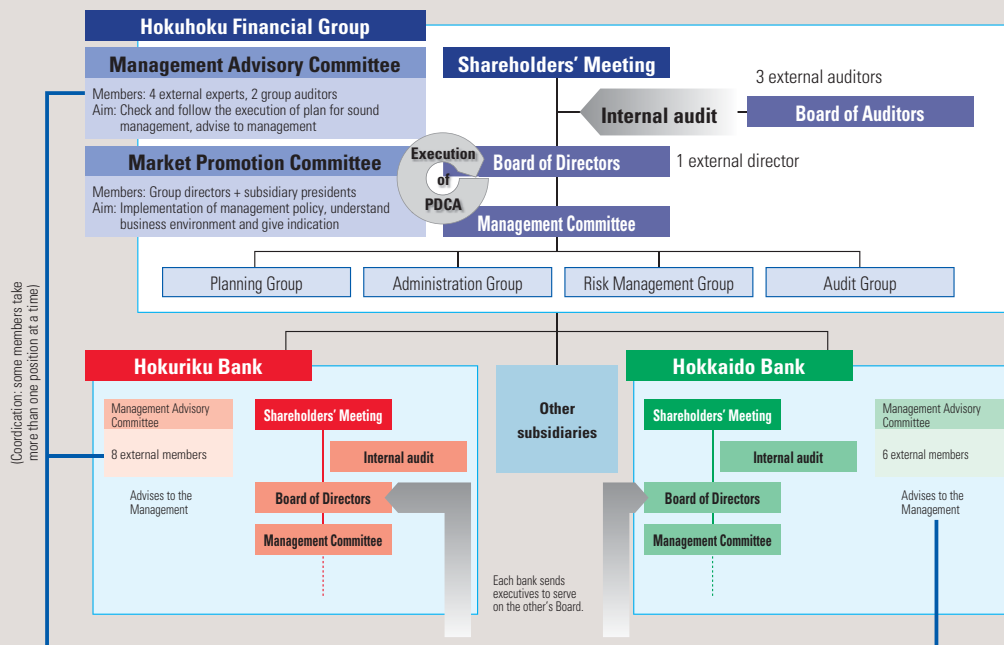 Hokuhoku Financial Group
Management Advisory Committee
Members: 4 external experts, 2 group auditors
Aim: Check and follow the execution of plan for sound
management, advise to management
Market Promotion Committee
Members: Group directors + subsidiary presidents
Aim: Implementation of management policy, understand
business environment and give indication
Shareholders' Meeting
3 external auditors
Internal audit
Board of Auditors
Execution
of
PDCA
Board of Directors
1 external director
Management Committee
Planning Group
Administration Group
Risk Management Group
Audit Group
(Coordication: some members take
more than one position at a time)
Hokuriku Bank
Management Advisory
Committee
8 external members
Advises to the
Management
Shareholders' Meeting
Internal audit
Board of Directors
Management Committee
Other
subsidiaries
Each bank sends
executives to serve
on the other's Board.
Hokkaido Bank
Shareholders' Meeting
Internal audit
Board of Directors
Management Committee
Management Advisory
Committee
6 external members
Advises to the
Management